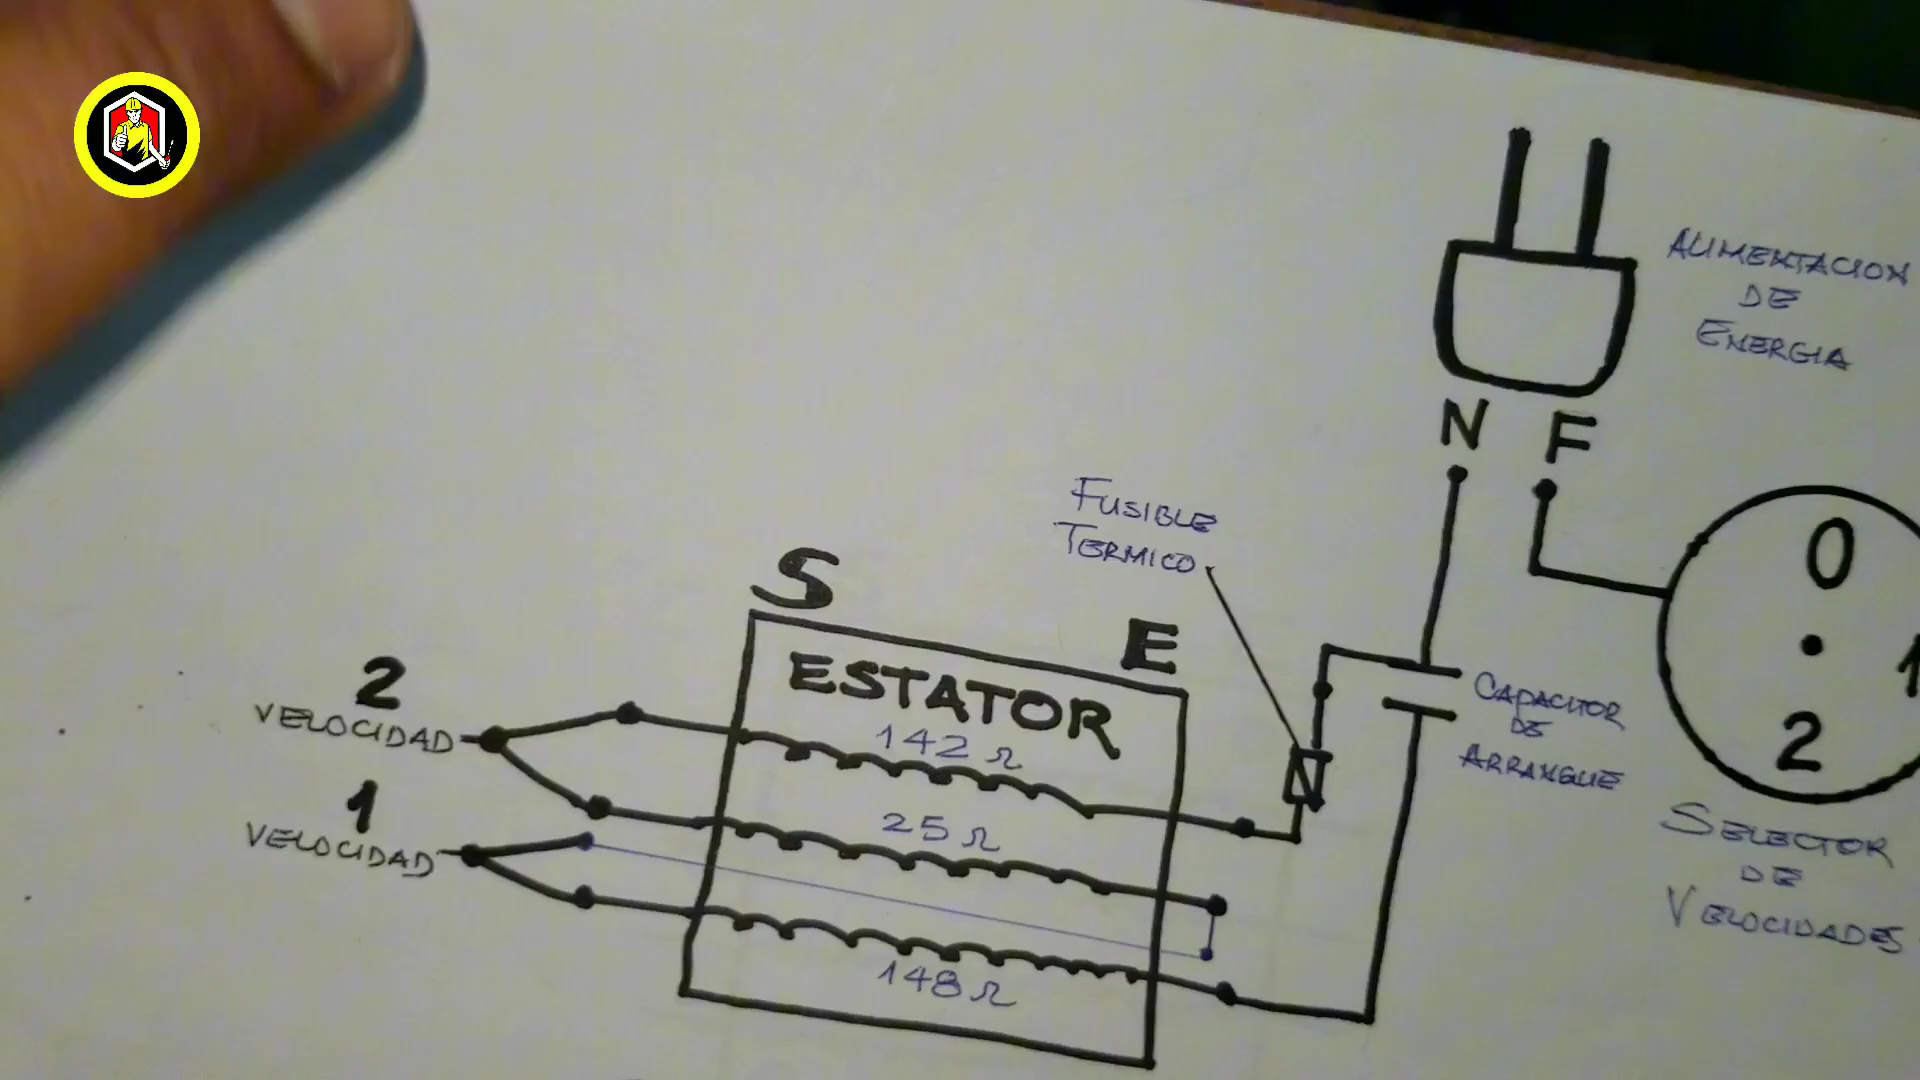 ALIMENTACION
DE
ENERGIA
N F
FUSIBLE
TERMICO
0
1
2
SELECTOR
DE
VELOCIDADES
CAPACITOR
DE
ARRANQUE
S
E
ESTATOR
142 Ω
25 Ω
148 Ω
2
VELOCIDAD
1
VELOCIDAD